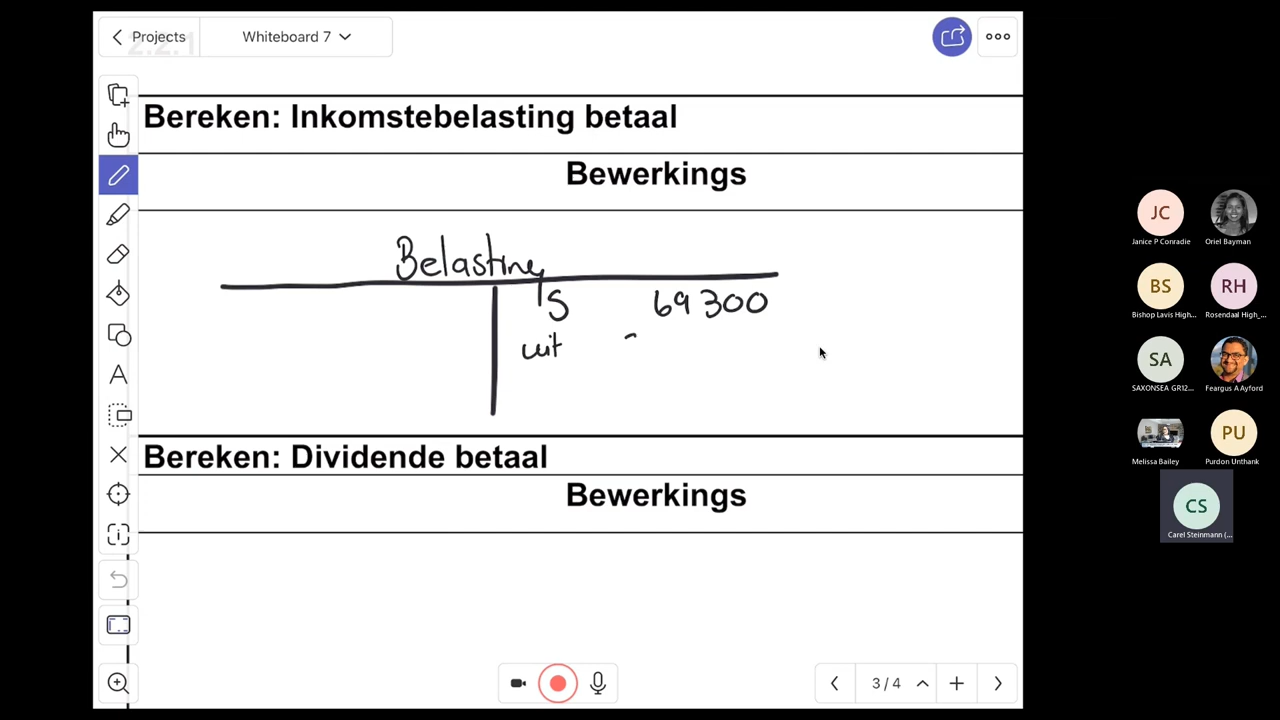 Projects
Whiteboard 7
Bereken: Inkomstebelasting betaal
Bewerkings
Belasting
S 69 300
uit -
Bereken: Dividende betaal
Bewerkings
3 / 4
JC
Janice P Conradie
Oriel Bayman
BS
Bishop Lavis High...
RH
Rosendaal High_...
SA
SAXONSEA GR12...
Feargus A Ayford
Melissa Bailey
PU
Purdon Unthank
CS
Carel Steinmann (...